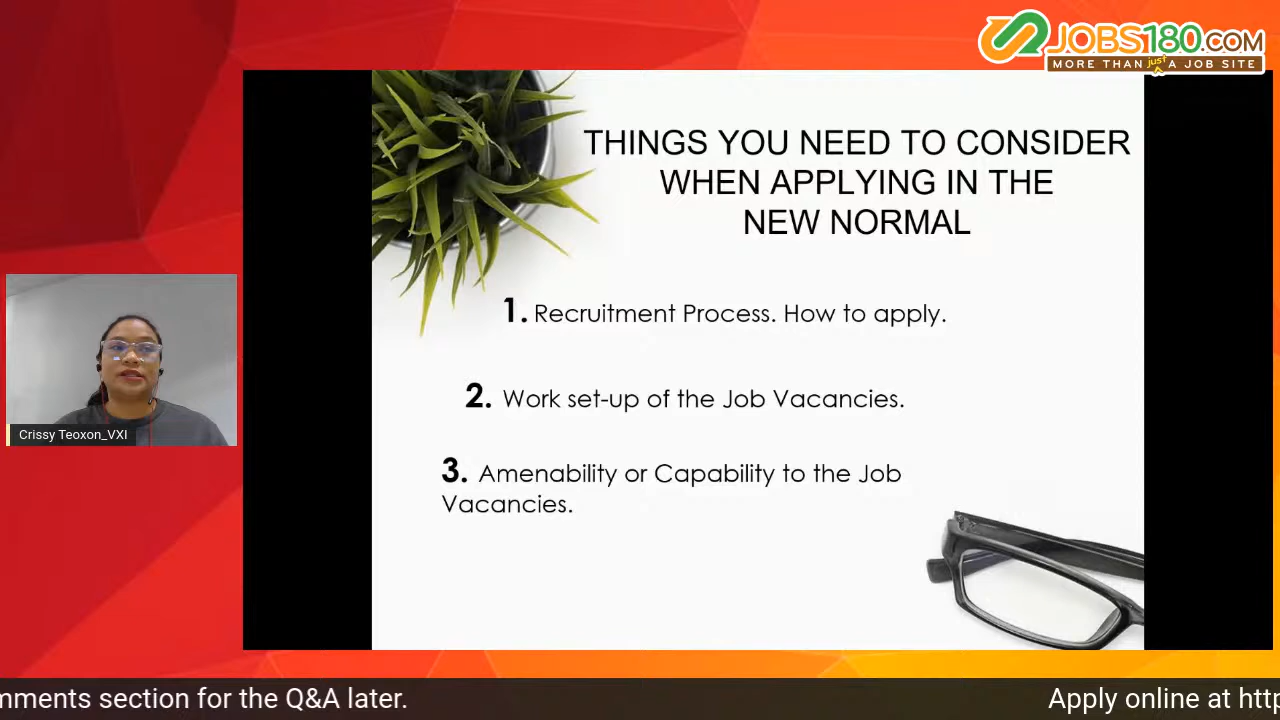 JOBS180.COM
MORE THAN just A JOB SITE
THINGS YOU NEED TO CONSIDER
WHEN APPLYING IN THE
NEW NORMAL
1. Recruitment Process. How to apply.
2. Work set-up of the Job Vacancies.
3. Amenability or Capability to the Job
Vacancies.
Crissy Teoxon_VXI
section for the Q&A later.
Apply online at